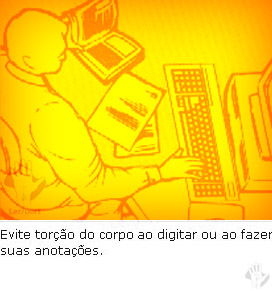 Evite torção do corpo ao digitar ou ao fazer
suas anotações.